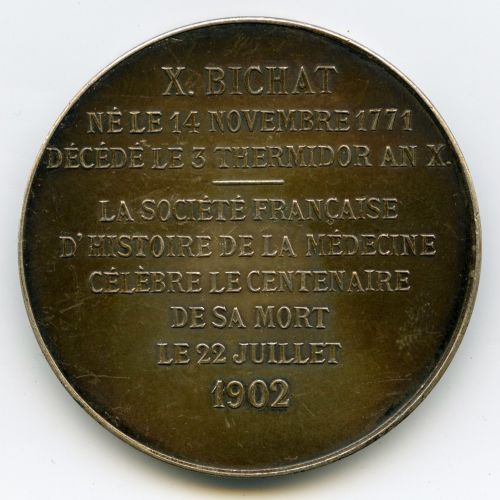 X. BICHAT
NÉ LE 14 NOVEMBRE 1771
DÉCÉDÉ LE 3 THERMIDOR AN X.
LA SOCIÉTÉ FRANÇAISE
D'HISTOIRE DE LA MÉDECINE
CÉLÈBRE LE CENTENAIRE
DE SA MORT
LE 22 JUILLET
1902